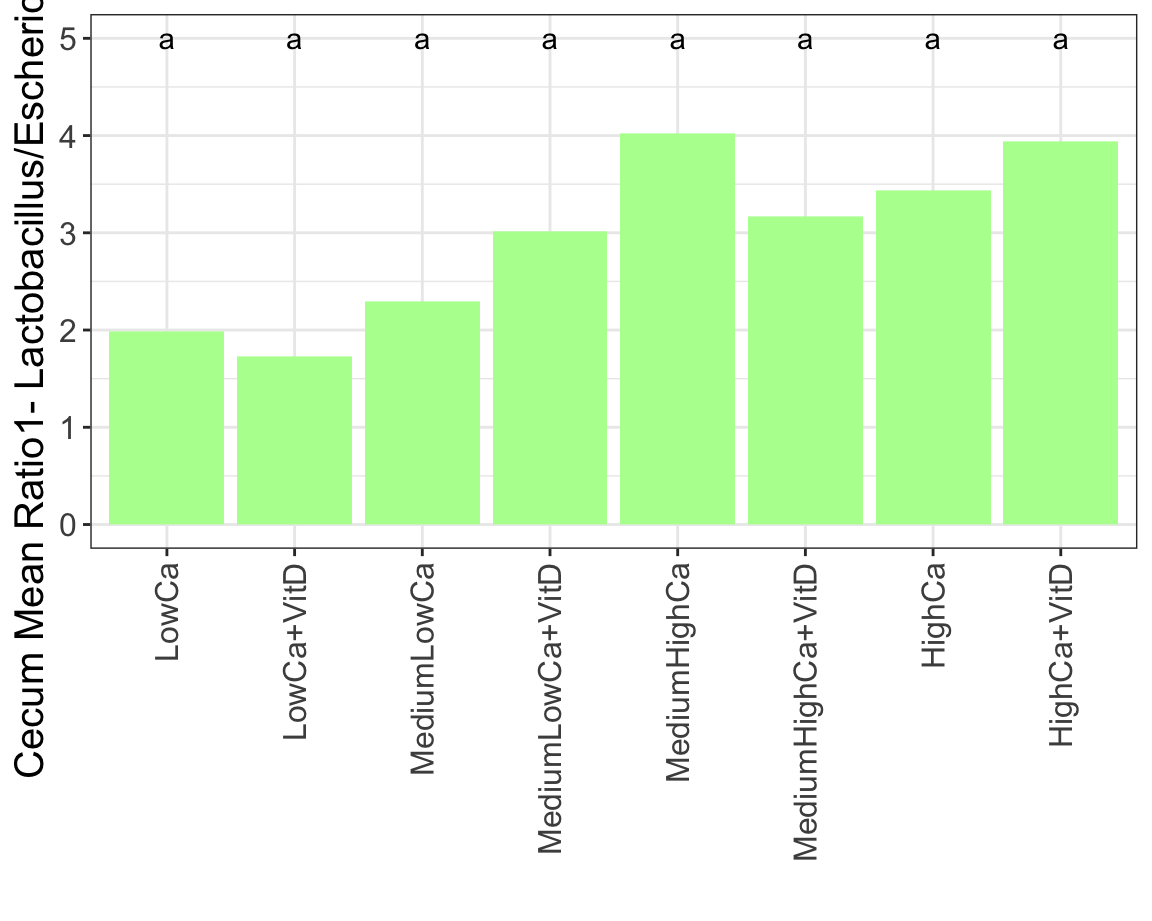 Cecum Mean Ratio1- Lactobacillus/Escheric
5
4
3
2
1
0
a a a a a a a a
LowCa
LowCa+VitD
MediumLowCa
MediumLowCa+VitD
MediumHighCa
MediumHighCa+VitD
HighCa
HighCa+VitD